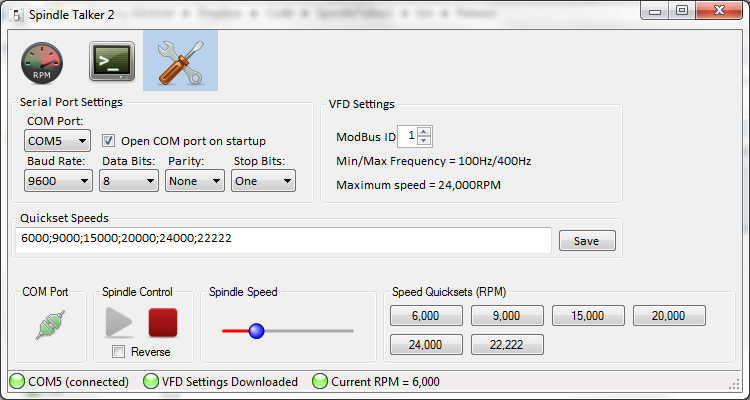 Spindle Talker 2
RPM
>_
Serial Port Settings
COM Port:
COM5
Open COM port on startup
Baud Rate: Data Bits: Parity: Stop Bits:
9600 8 None One
VFD Settings
ModBus ID 1
Min/Max Frequency = 100Hz/400Hz
Maximum speed = 24,000RPM
Quickset Speeds
6000;9000;15000;20000;24000;22222
Save
COM Port
Spindle Control
Reverse
Spindle Speed
Speed Quicksets (RPM)
6,000 9,000 15,000 20,000
24,000 22,222
COM5 (connected) VFD Settings Downloaded Current RPM = 6,000